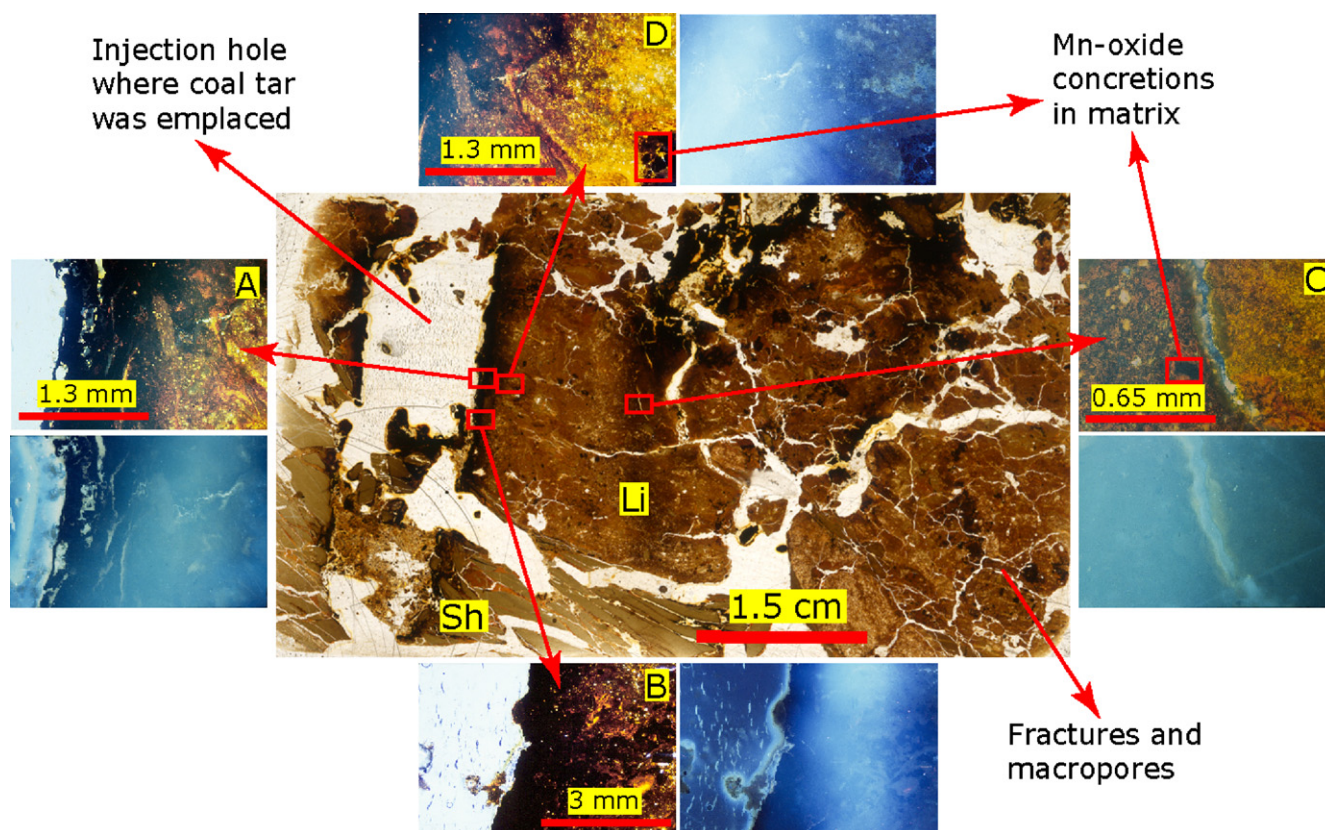 Injection hole
where coal tar
was emplaced
D
1.3 mm
Mn-oxide
concretions
in matrix
A
1.3 mm
C
0.65 mm
Li
Sh
1.5 cm
B
3 mm
Fractures and
macropores